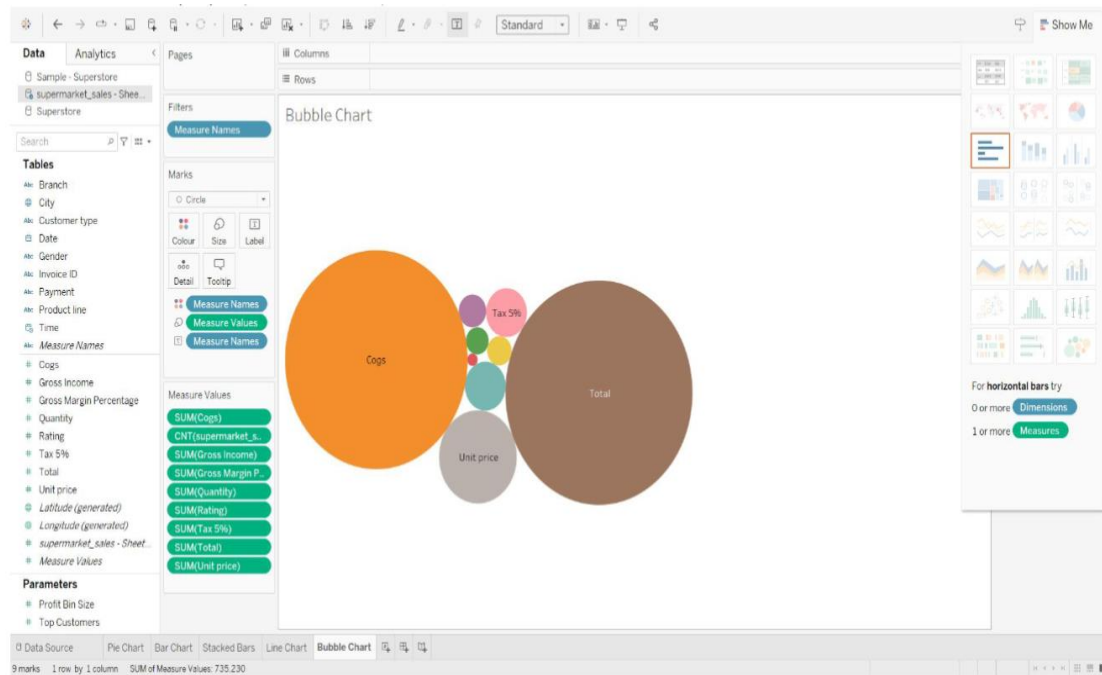 Standard
Show Me
Data
Analytics
Sample - Superstore
supermarket_sales - Shee...
Superstore
Search
Tables
Abc Branch
City
Abc Customer type
Date
Abc Gender
Abc Invoice ID
Abc Payment
Abc Product line
Time
Abc Measure Names
# Cogs
# Gross Income
# Gross Margin Percentage
# Quantity
# Rating
# Tax 5%
# Total
# Unit price
Latitude (generated)
Longitude (generated)
# supermarket_sales - Sheet...
# Measure Values
Parameters
# Profit Bin Size
# Top Customers
Pages
Filters
Measure Names
Marks
Circle
Colour
Size
Label
Detail
Tooltip
Measure Names
Measure Values
Measure Names
Measure Values
SUM(Cogs)
CNT(supermarket_s..
SUM(Gross Income)
SUM(Gross Margin P..
SUM(Quantity)
SUM(Rating)
SUM(Tax 5%)
SUM(Total)
SUM(Unit price)
Columns
Rows
Bubble Chart
Cogs
Tax 5%
Total
Unit price
For horizontal bars try
0 or more Dimensions
1 or more Measures
Data Source
Pie Chart
Bar Chart
Stacked Bars
Line Chart
Bubble Chart
9 marks
1 row by 1 column
SUM of Measure Values: 735.230